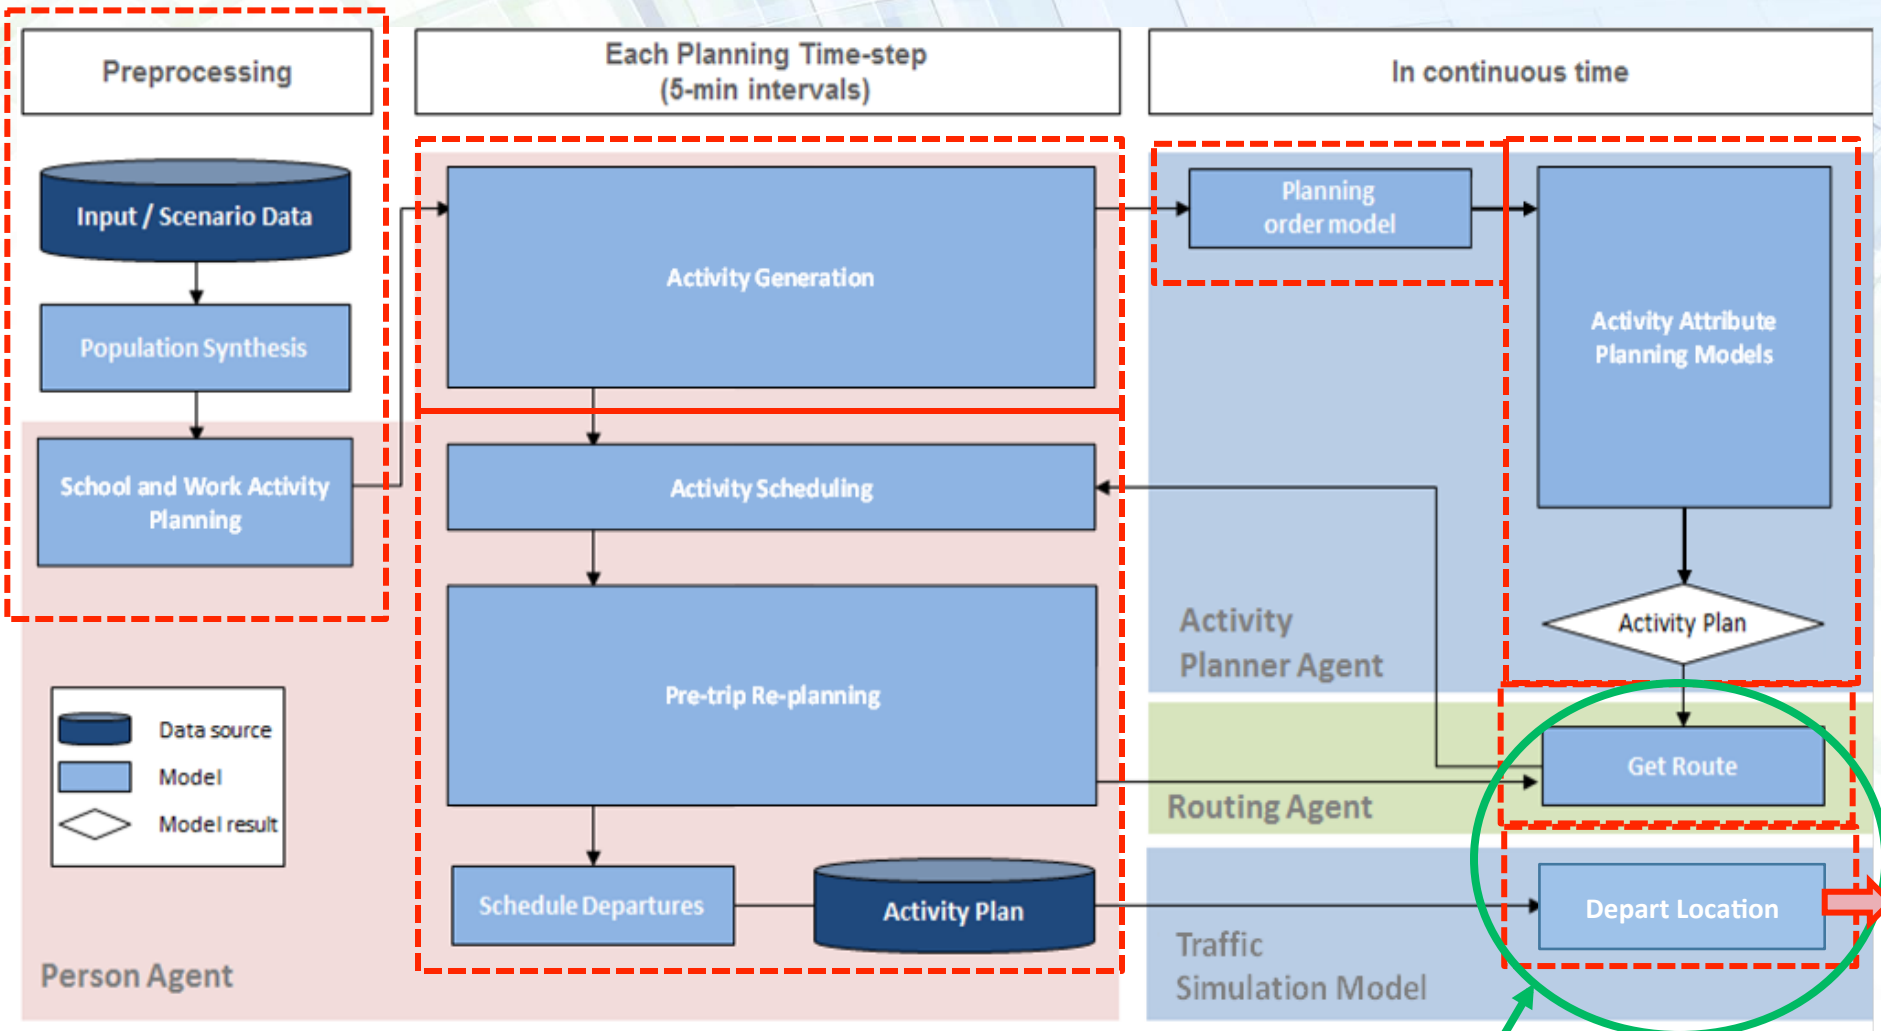 Preprocessing
Each Planning Time-step
(5-min intervals)
In continuous time
Input / Scenario Data
Population Synthesis
School and Work Activity
Planning
Activity Generation
Activity Scheduling
Pre-trip Re-planning
Schedule Departures
Activity Plan
Planning
order model
Activity Attribute
Planning Models
Activity Plan
Activity
Planner Agent
Get Route
Routing Agent
Depart Location
Traffic
Simulation Model
Data source
Model
Model result
Person Agent